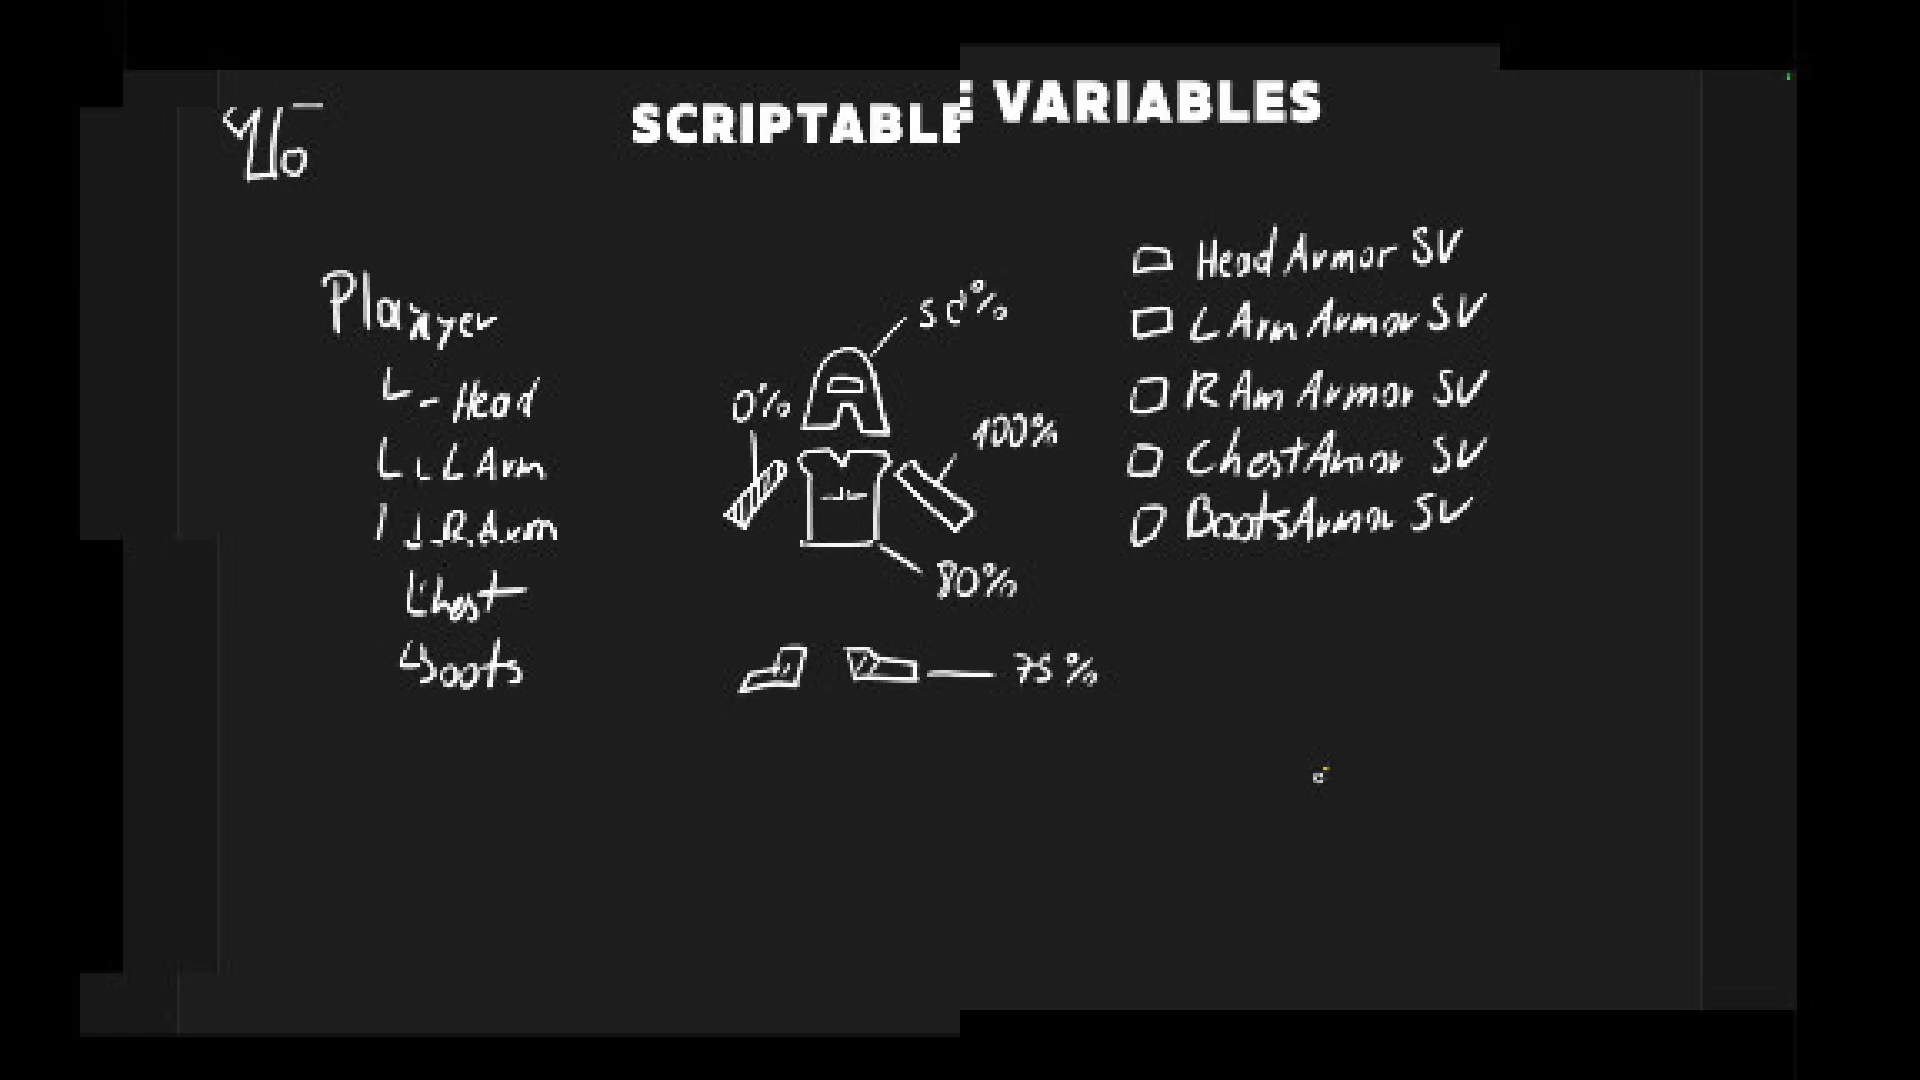 SCRIPTABLE VARIABLES
Player
Head
L Arm
R Arm
Chest
Boots
50%
0%
100%
80%
75%
Head Armor SV
L Arm Armor SV
R Am Armor SV
Chest Armor SV
Boots Armor SV